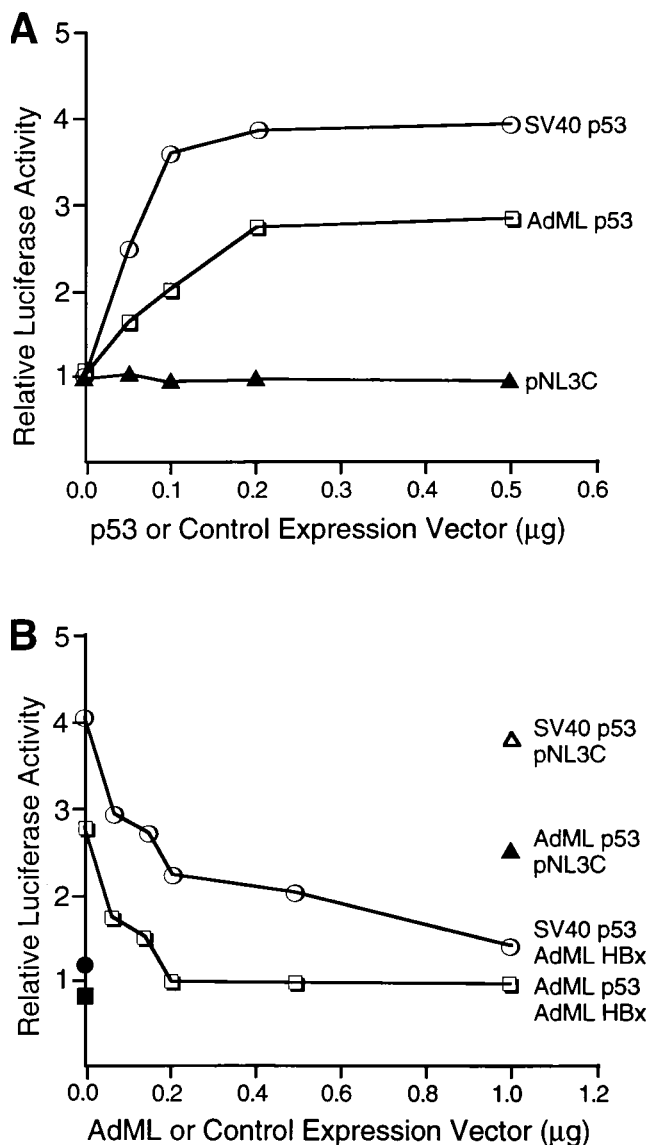 A
5
4
3
2
1
Relative Luciferase Activity
SV40 p53
AdML p53
pNL3C
0.0 0.1 0.2 0.3 0.4 0.5 0.6
p53 or Control Expression Vector (μg)
B
5
4
3
2
1
Relative Luciferase Activity
SV40 p53
pNL3C
AdML p53
pNL3C
SV40 p53
AdML HBx
AdML p53
AdML HBx
0.0 0.2 0.4 0.6 0.8 1.0 1.2
AdML or Control Expression Vector (μg)